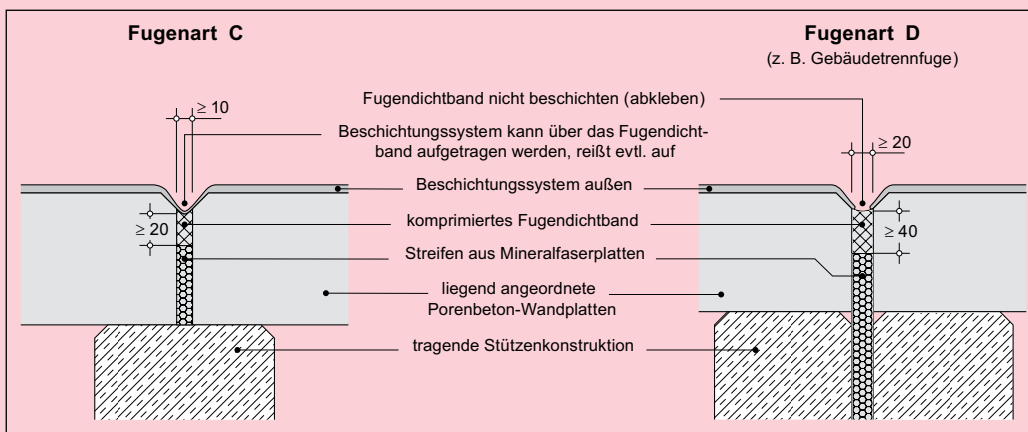 Fugenart C
Fugenart D
(z. B. Gebäudetrennfuge)
Fugendichtband nicht beschichten (abkleben)
≥ 10
Beschichtungssystem kann über das Fugendicht-
band aufgetragen werden, reißt evtl. auf
≥ 20
Beschichtungssystem außen
≥ 20
komprimiertes Fugendichtband
≥ 40
Streifen aus Mineralfaserplatten
liegend angeordnete
Porenbeton-Wandplatten
tragende Stützenkonstruktion